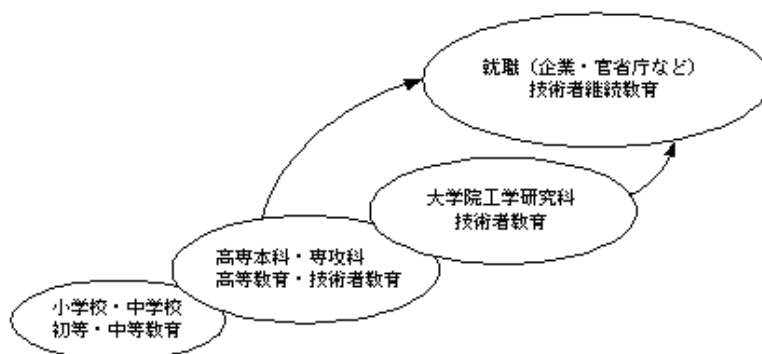 就職（企業・官省庁など）
技術者継続教育
大学院工学研究科
技術者教育
高専本科・専攻科
高等教育・技術者教育
小学校・中学校
初等・中等教育